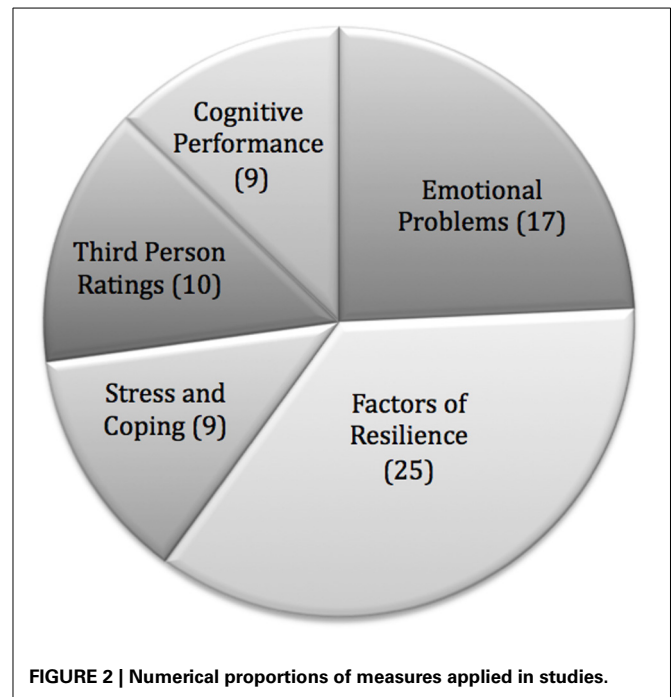 Cognitive
Performance
(9)
Emotional
Problems (17)
Third Person
Ratings (10)
Stress and
Coping (9)
Factors of
Resilience
(25)
FIGURE 2 | Numerical proportions of measures applied in studies.